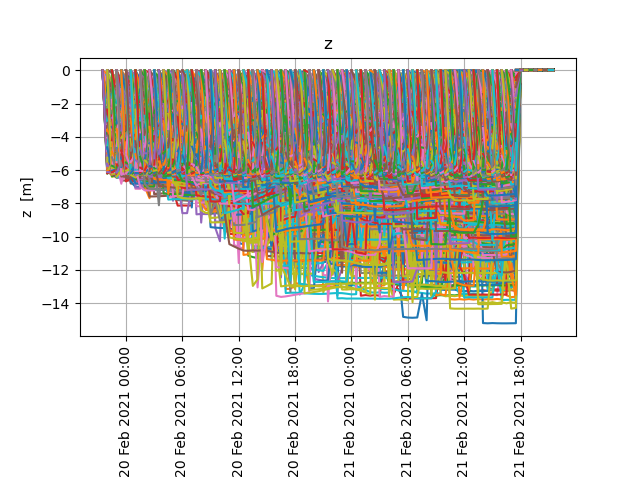 z
0
−2
−4
−6
−8
−10
−12
−14
z [m]
20 Feb 2021 00:00
20 Feb 2021 06:00
20 Feb 2021 12:00
20 Feb 2021 18:00
21 Feb 2021 00:00
21 Feb 2021 06:00
21 Feb 2021 12:00
21 Feb 2021 18:00